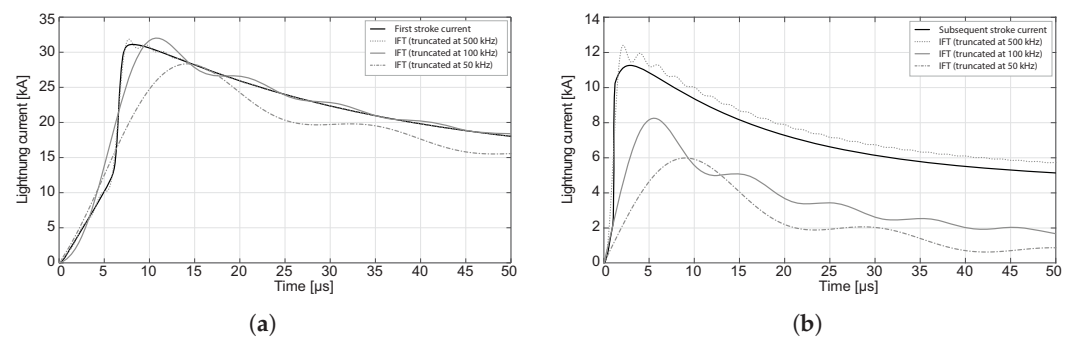 35
30
25
20
15
10
5
0
Lightnung current [kA]
First stroke current
IFT (truncated at 500 kHz)
IFT (truncated at 100 kHz)
IFT (truncated at 50 kHz)
0 5 10 15 20 25 30 35 40 45 50
Time [μs]
(a)
14
12
10
8
6
4
2
0
Lightnung current [kA]
Subsequent stroke current
IFT (truncated at 500 kHz)
IFT (truncated at 100 kHz)
IFT (truncated at 50 kHz)
0 5 10 15 20 25 30 35 40 45 50
Time [μs]
(b)